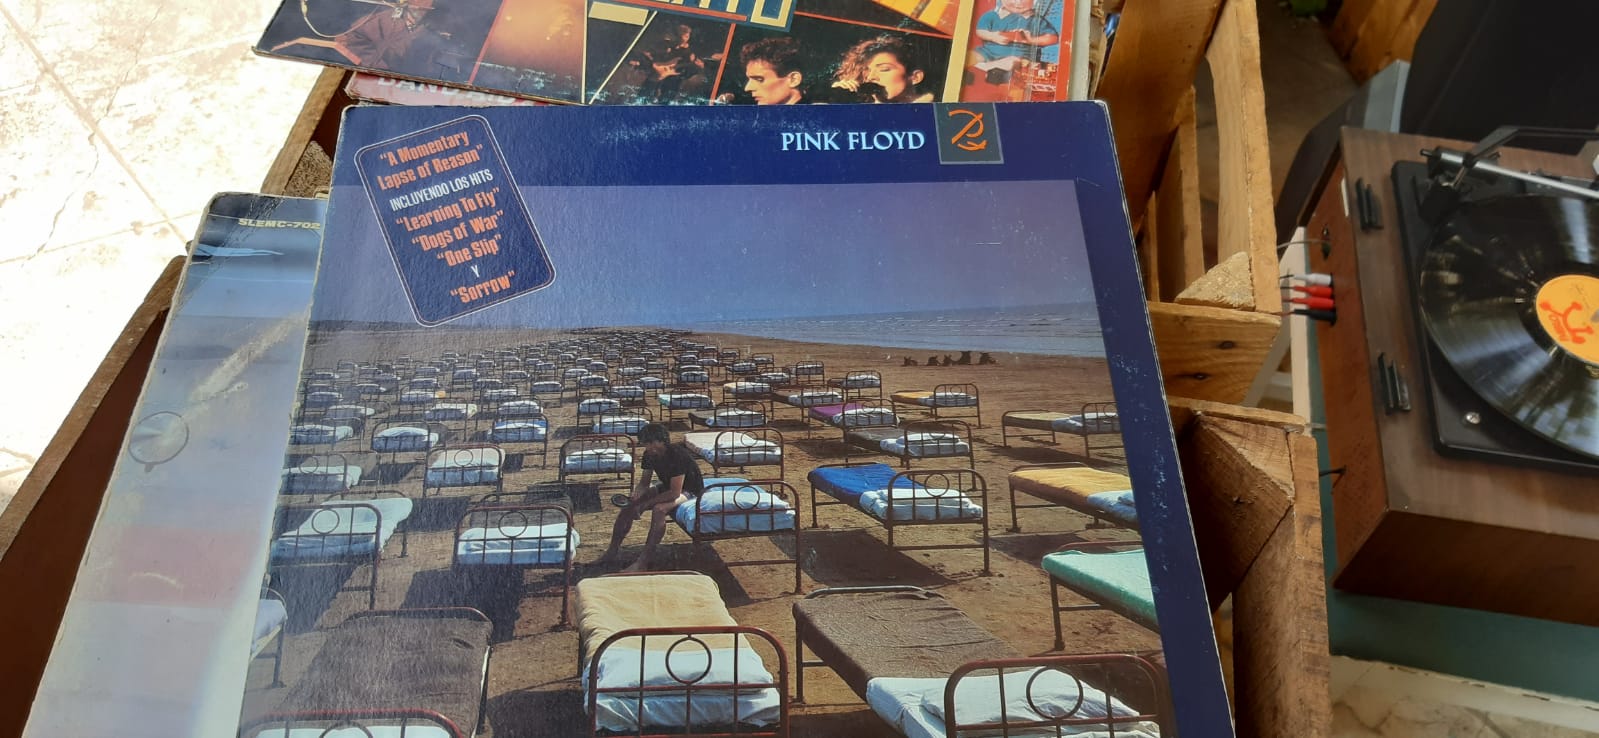 PINK FLOYD
"A Momentary
Lapse of Reason"
INCLUYENDO LOS HITS
"Learning To Fly"
"Dogs of War"
"One Slip"
Y
"Sorrow"
SLEMC-702